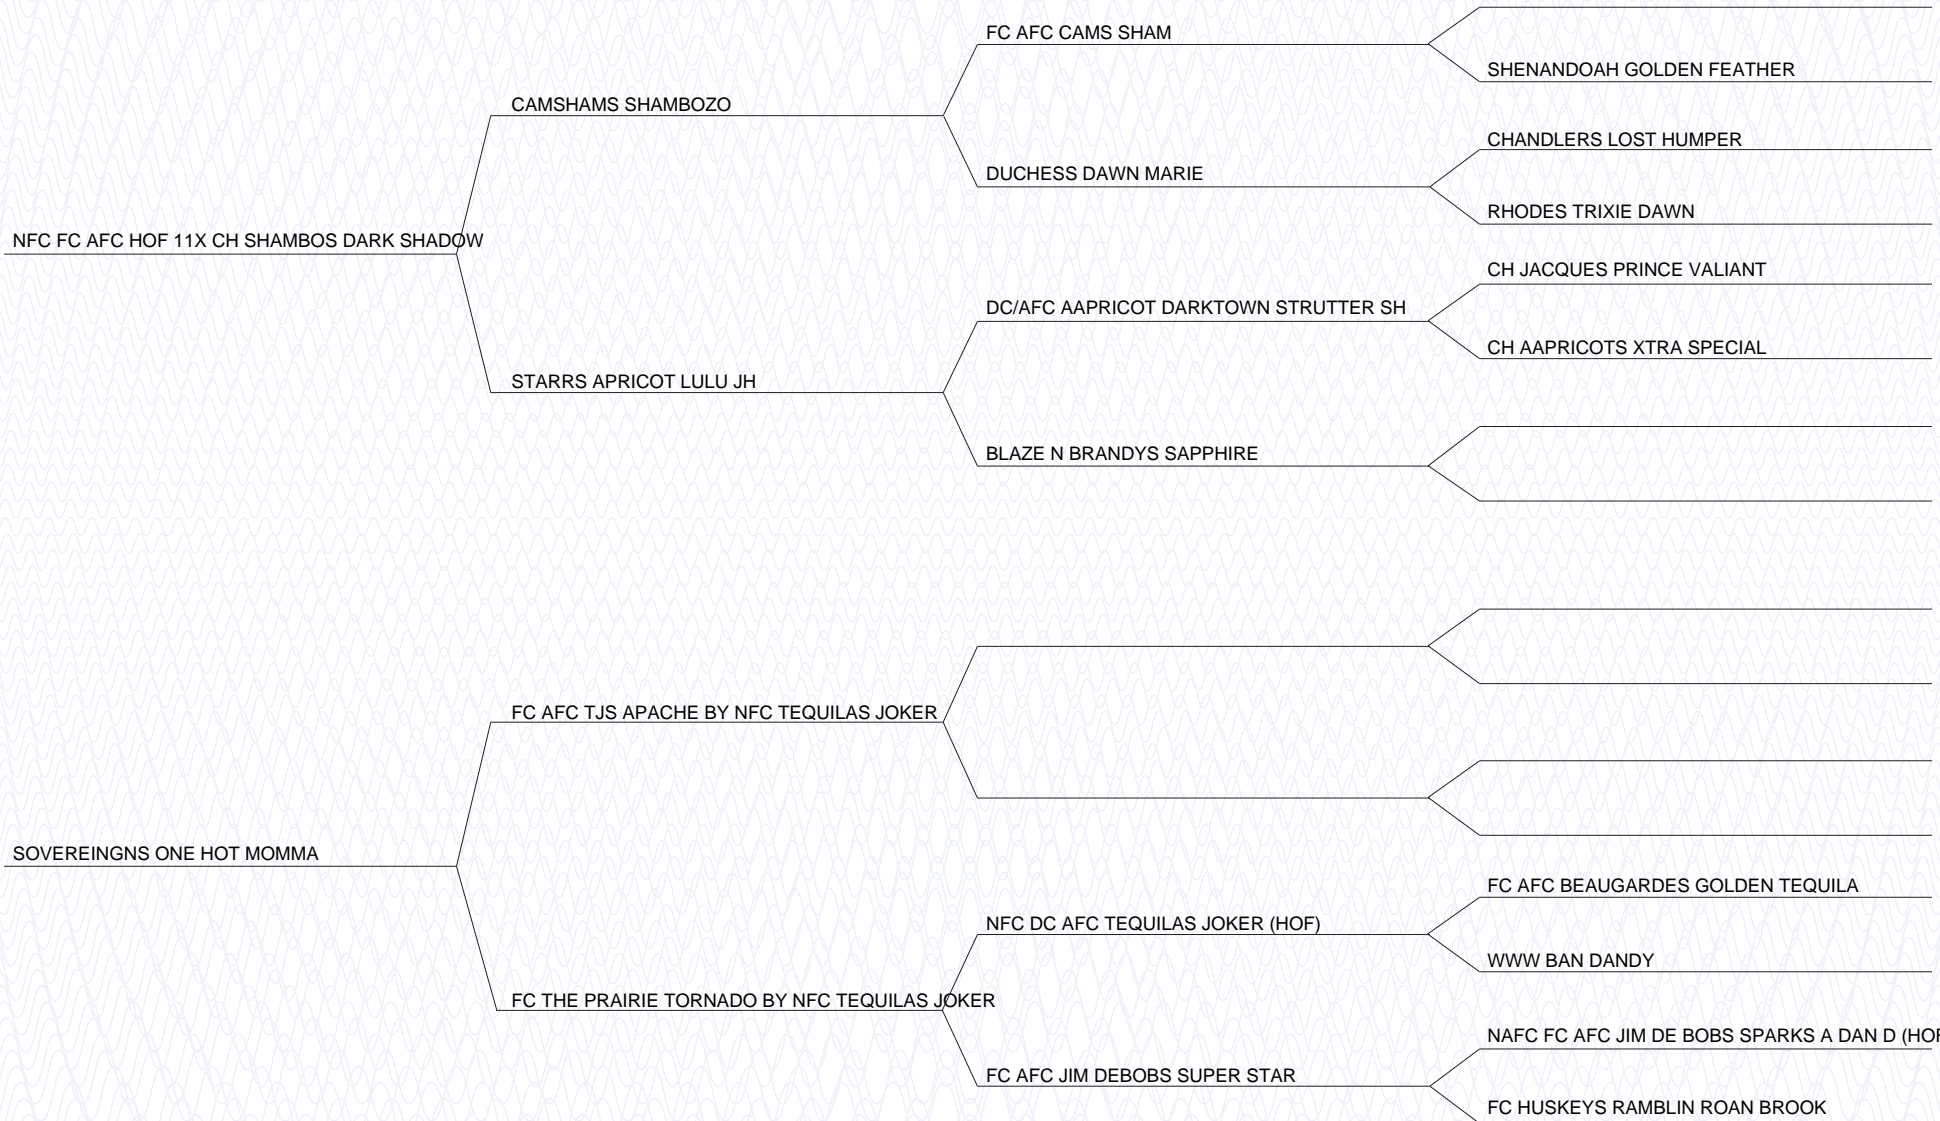 FC AFC CAMS SHAM
SHENANDOAH GOLDEN FEATHER
CAMSHAMS SHAMBOZO
CHANDLERS LOST HUMPER
DUCHESS DAWN MARIE
RHODES TRIXIE DAWN
NFC FC AFC HOF 11X CH SHAMBOS DARK SHADOW
CH JACQUES PRINCE VALIANT
DC/AFC AAPRICOT DARKTOWN STRUTTER SH
CH AAPRICOTS XTRA SPECIAL
STARRS APRICOT LULU JH
BLAZE N BRANDYS SAPPHIRE
FC AFC TJS APACHE BY NFC TEQUILAS JOKER
SOVEREINGNS ONE HOT MOMMA
FC AFC BEAUGARDES GOLDEN TEQUILA
NFC DC AFC TEQUILAS JOKER (HOF)
WWW BAN DANDY
FC THE PRAIRIE TORNADO BY NFC TEQUILAS JOKER
NAFC FC AFC JIM DE BOBS SPARKS A DAN D (HOF
FC AFC JIM DEBOBS SUPER STAR
FC HUSKEYS RAMBLIN ROAN BROOK